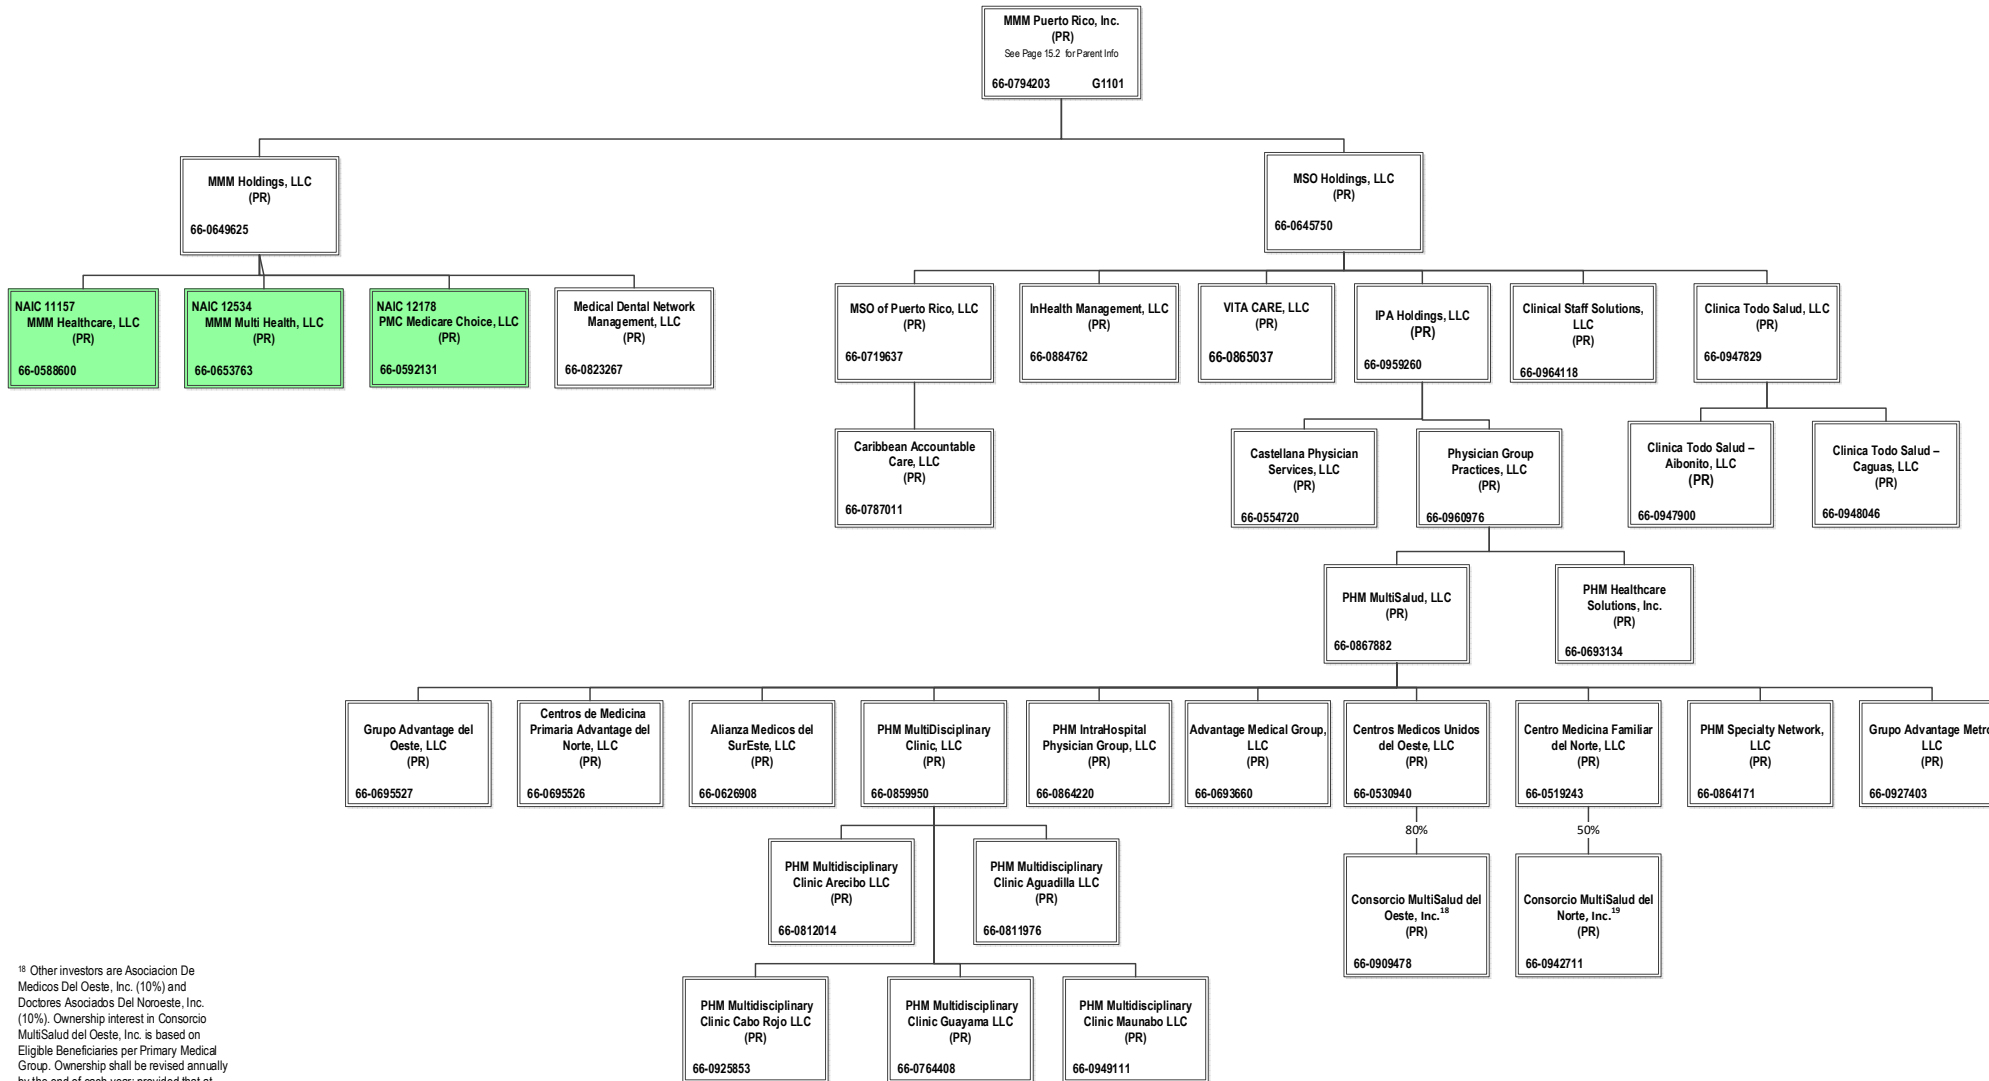 MMM Puerto Rico, Inc.
(PR)
See Page 15.2 for Parent Info
66-0794203 G1101
MMM Holdings, LLC
(PR)
66-0649625
MSO Holdings, LLC
(PR)
66-0645750
NAIC 11157
MMM Healthcare, LLC
(PR)
66-0588600
NAIC 12534
MMM Multi Health, LLC
(PR)
66-0653763
NAIC 12178
PMC Medicare Choice, LLC
(PR)
66-0592131
Medical Dental Network
Management, LLC
(PR)
66-0823267
MSO of Puerto Rico, LLC
(PR)
66-0719637
InHealth Management, LLC
(PR)
66-0884762
VITA CARE, LLC
(PR)
66-0865037
IPA Holdings, LLC
(PR)
66-0959260
Clinical Staff Solutions,
LLC
(PR)
66-0964118
Clinica Todo Salud, LLC
(PR)
66-0947829
Caribbean Accountable
Care, LLC
(PR)
66-0787011
Castellana Physician
Services, LLC
(PR)
66-0554720
Physician Group
Practices, LLC
(PR)
66-0960976
Clinica Todo Salud –
Aibonito, LLC
(PR)
66-0947900
Clinica Todo Salud –
Caguas, LLC
(PR)
66-0948046
PHM MultiSalud, LLC
(PR)
66-0867882
PHM Healthcare
Solutions, Inc.
(PR)
66-0693134
Grupo Advantage del
Oeste, LLC
(PR)
66-0695527
Centros de Medicina
Primaria Advantage del
Norte, LLC
(PR)
66-0695526
Alianza Medicos del
SurEste, LLC
(PR)
66-0626908
PHM MultiDisciplinary
Clinic, LLC
(PR)
66-0859950
PHM IntraHospital
Physician Group, LLC
(PR)
66-0864220
Advantage Medical Group,
LLC
(PR)
66-0693660
Centros Medicos Unidos
del Oeste, LLC
(PR)
66-0530940
Centro Medicina Familiar
del Norte, LLC
(PR)
66-0519243
PHM Specialty Network,
LLC
(PR)
66-0864171
Grupo Advantage Metro
LLC
(PR)
66-0927403
80%
50%
PHM Multidisciplinary
Clinic Arecibo LLC
(PR)
66-0812014
PHM Multidisciplinary
Clinic Aguadilla LLC
(PR)
66-0811976
Consorcio MultiSalud del
Oeste, Inc.18
(PR)
66-0909478
Consorcio MultiSalud del
Norte, Inc.19
(PR)
66-0942711
PHM Multidisciplinary
Clinic Cabo Rojo LLC
(PR)
66-0925853
PHM Multidisciplinary
Clinic Guayama LLC
(PR)
66-0764408
PHM Multidisciplinary
Clinic Maunabo LLC
(PR)
66-0949111
18 Other investors are Asociacion De
Medicos Del Oeste, Inc. (10%) and
Doctores Asociados Del Noroeste, Inc.
(10%). Ownership interest in Consorcio
MultiSalud del Oeste, Inc. is based on
Eligible Beneficiaries per Primary Medical
Group. Ownership shall be revised annually
by the end of each year; provided that at